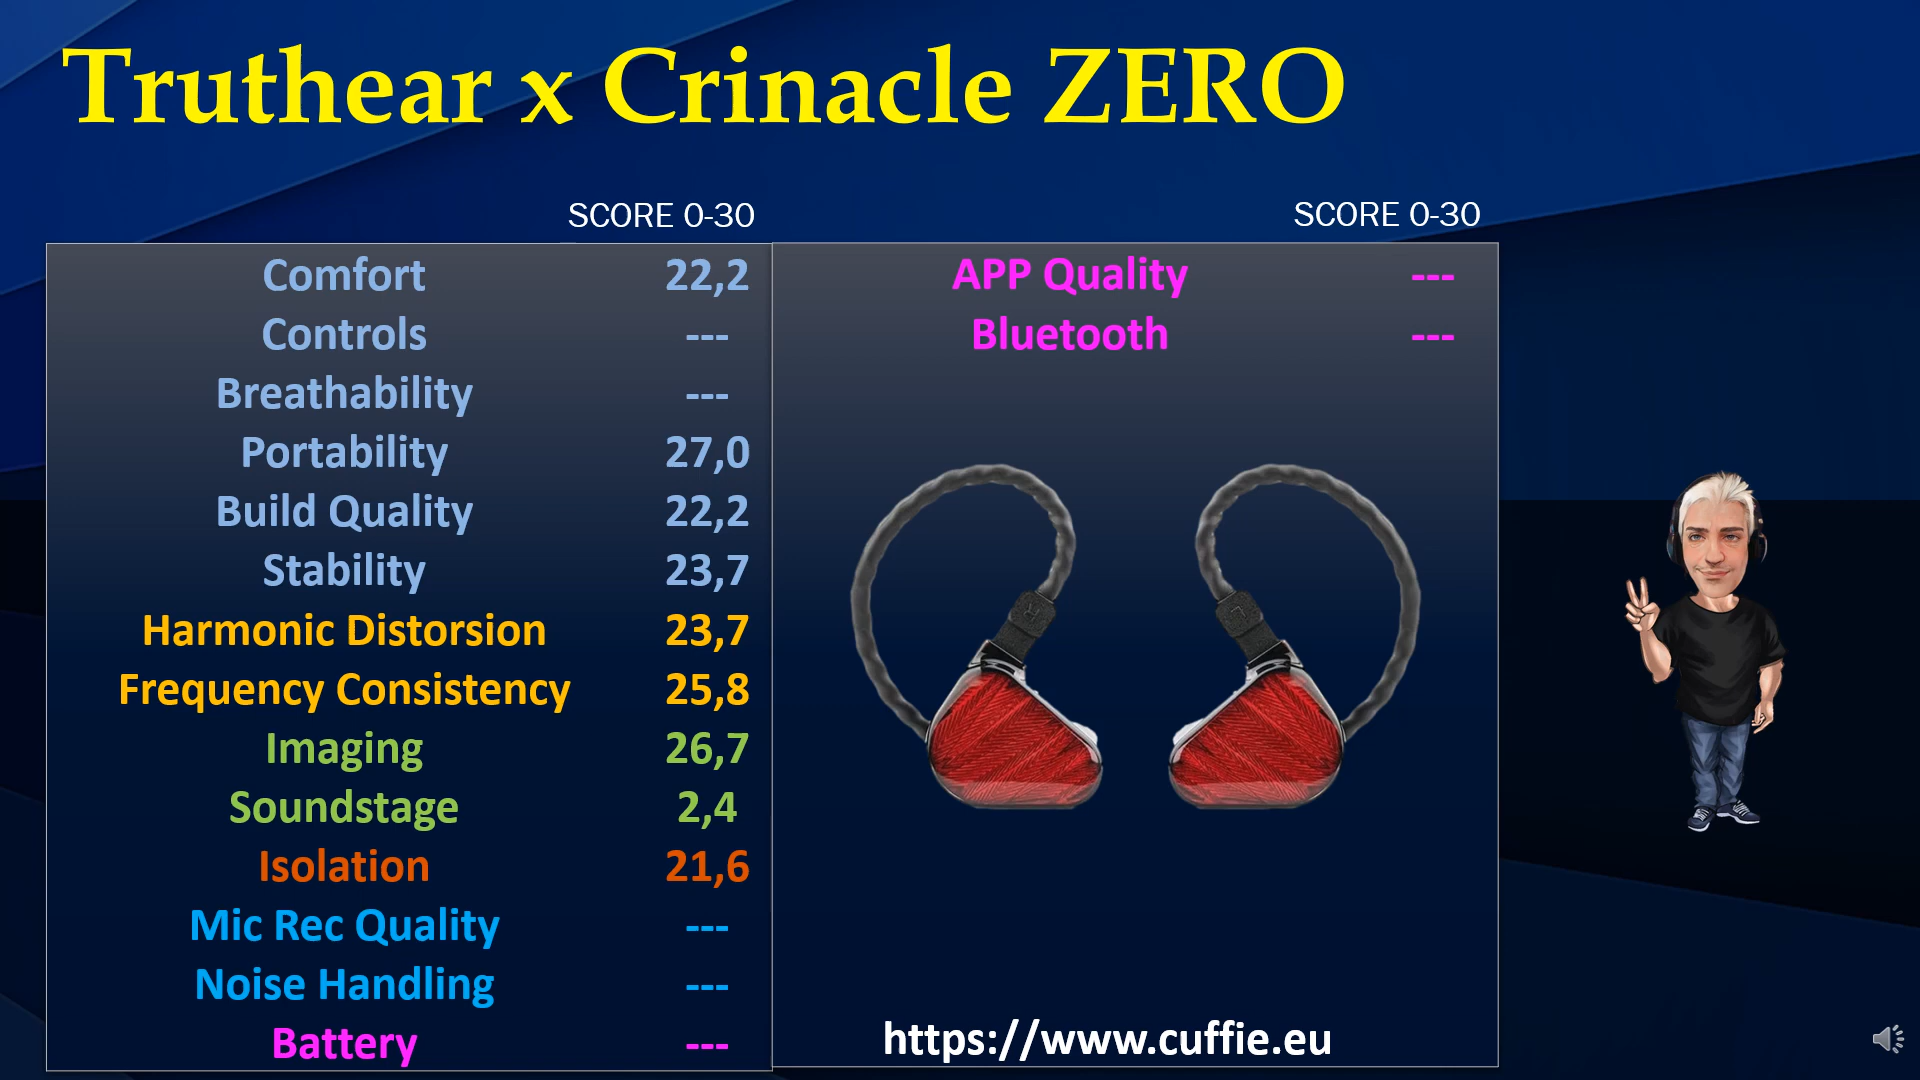 Truthear x Crinacle ZERO
SCORE 0-30
Comfort 22,2
Controls ---
Breathability ---
Portability 27,0
Build Quality 22,2
Stability 23,7
Harmonic Distorsion 23,7
Frequency Consistency 25,8
Imaging 26,7
Soundstage 2,4
Isolation 21,6
Mic Rec Quality ---
Noise Handling ---
Battery ---
SCORE 0-30
APP Quality ---
Bluetooth ---
https://www.cuffie.eu